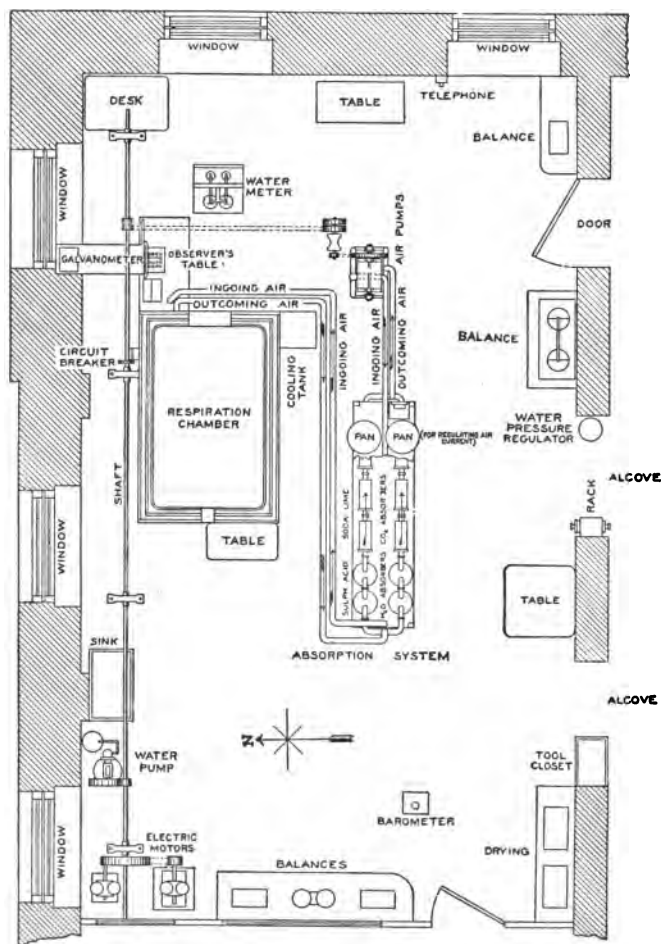 WINDOW
WINDOW
DESK
TABLE
TELEPHONE
BALANCE
WINDOW
WATER
METER
AIR PUMPS
DOOR
GALVANOMETER
OBSERVER'S
TABLE
INGOING AIR
OUTCOMING AIR
INGOING AIR
INGOING AIR
OUTCOMING AIR
BALANCE
CIRCUIT
BREAKER
COOLING
TANK
RESPIRATION
CHAMBER
PAN
PAN
(FOR REGULATING AIR
CURRENT)
WATER
PRESSURE
REGULATOR
ALCOVE
SHAFT
SODA LIME
CO₂ ABSORBERS
RACK
WINDOW
TABLE
SULPH ACID
H₂O ABSORBERS
TABLE
SINK
ABSORPTION SYSTEM
ALCOVE
N
WATER
PUMP
TOOL
CLOSET
BAROMETER
WINDOW
ELECTRIC
MOTORS
BALANCES
DRYING